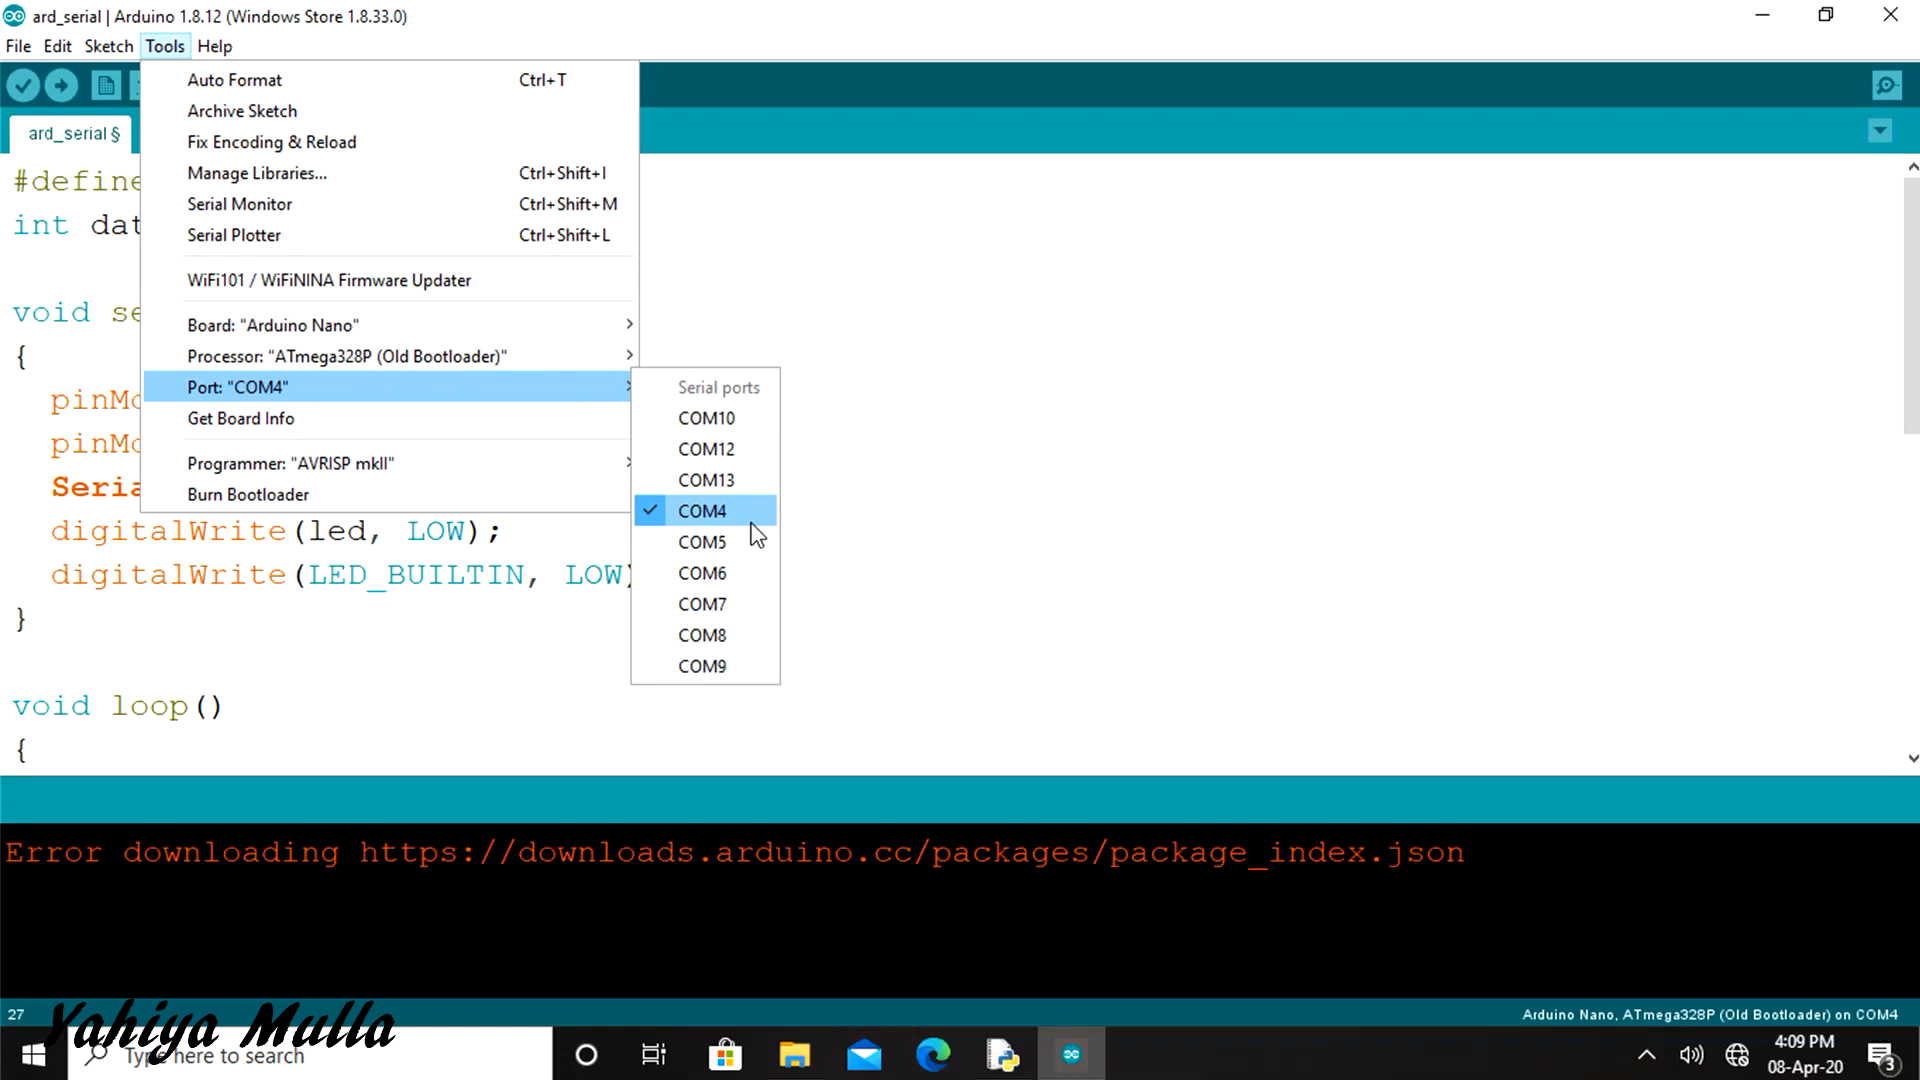 ard_serial | Arduino 1.8.12 (Windows Store 1.8.33.0)
File Edit Sketch Tools Help
Auto Format Ctrl+T
Archive Sketch
Fix Encoding & Reload
Manage Libraries... Ctrl+Shift+I
Serial Monitor Ctrl+Shift+M
Serial Plotter Ctrl+Shift+L
WiFi101 / WiFiNINA Firmware Updater
Board: "Arduino Nano"
Processor: "ATmega328P (Old Bootloader)"
Port: "COM4"
Get Board Info
Programmer: "AVRISP mkII"
Burn Bootloader
Serial ports
COM10
COM12
COM13
COM4
COM5
COM6
COM7
COM8
COM9
ard_serial §
#define
int dat
void se
{
pinMo
pinMo
Seria
digitalWrite(led, LOW);
digitalWrite(LED_BUILTIN, LOW)
}
void loop()
{
Error downloading https://downloads.arduino.cc/packages/package_index.json
27
Arduino Nano, ATmega328P (Old Bootloader) on COM4
Yahiya Mulla
Type here to search
4:09 PM
08-Apr-20
3